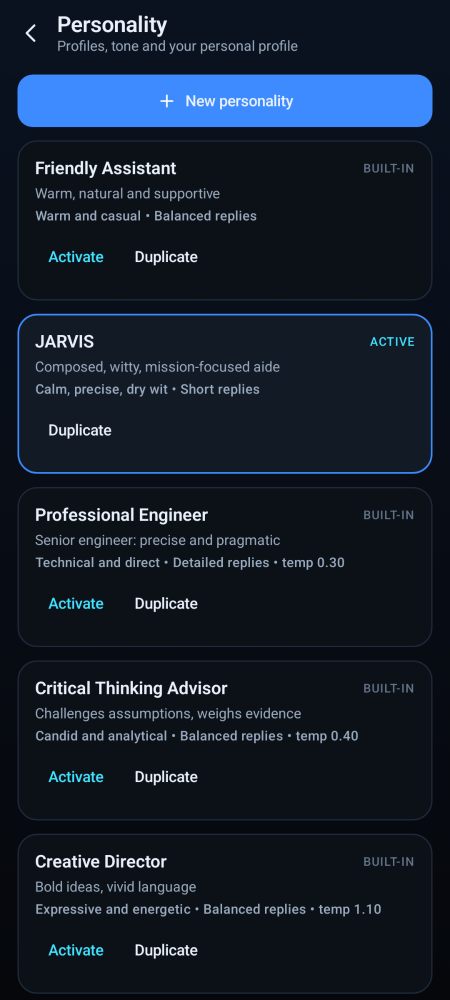 Personality
Profiles, tone and your personal profile
+ New personality
Friendly Assistant BUILT-IN
Warm, natural and supportive
Warm and casual • Balanced replies
Activate Duplicate
JARVIS ACTIVE
Composed, witty, mission-focused aide
Calm, precise, dry wit • Short replies
Duplicate
Professional Engineer BUILT-IN
Senior engineer: precise and pragmatic
Technical and direct • Detailed replies • temp 0.30
Activate Duplicate
Critical Thinking Advisor BUILT-IN
Challenges assumptions, weighs evidence
Candid and analytical • Balanced replies • temp 0.40
Activate Duplicate
Creative Director BUILT-IN
Bold ideas, vivid language
Expressive and energetic • Balanced replies • temp 1.10
Activate Duplicate